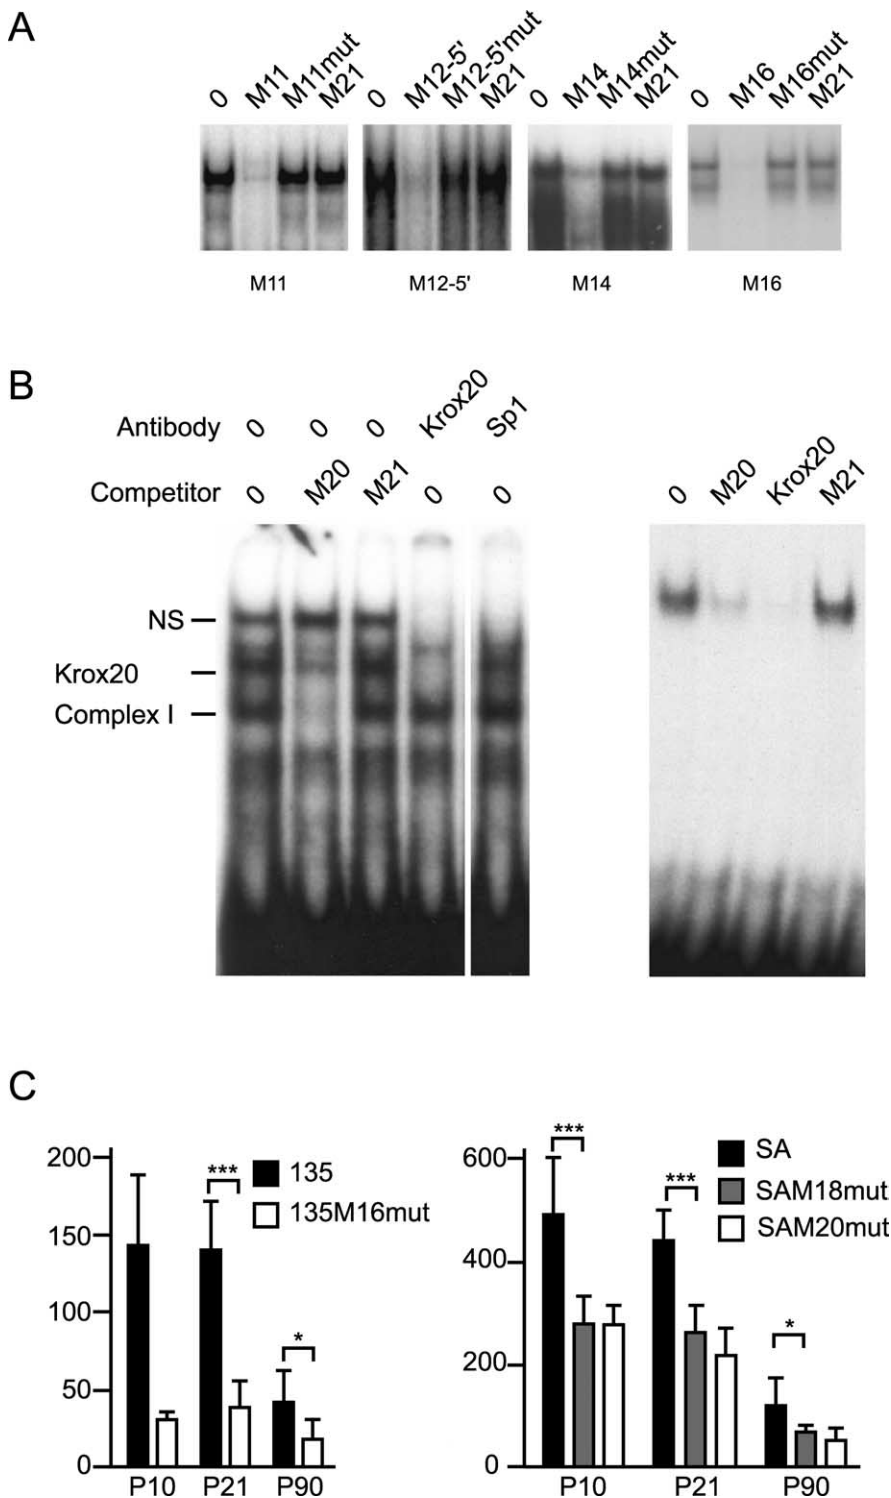 A
0 M11 M11mut M21 0 M12-5' M12-5'mut M21 0 M14 M14mut M21 0 M16 M16mut M21
M11 M12-5' M14 M16
B
Antibody 0 0 0 Krox20 Sp1
Competitor 0 M20 M21 0 0
0 M20 Krox20 M21
NS
Krox20
Complex I
C
200
150
100
50
0
***
*
135
135M16mut
P10 P21 P90
600
400
200
0
***
***
*
SA
SAM18mut
SAM20mut
P10 P21 P90